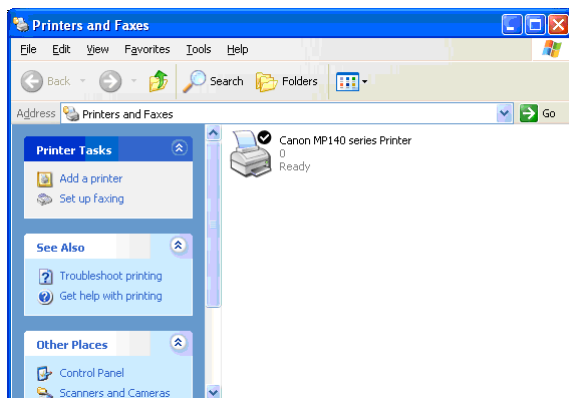 Printers and Faxes
File Edit View Favorites Tools Help
Back Search Folders
Address Printers and Faxes Go
Printer Tasks
Add a printer
Set up faxing
See Also
Troubleshoot printing
Get help with printing
Other Places
Control Panel
Scanners and Cameras
Canon MP140 series Printer
0
Ready